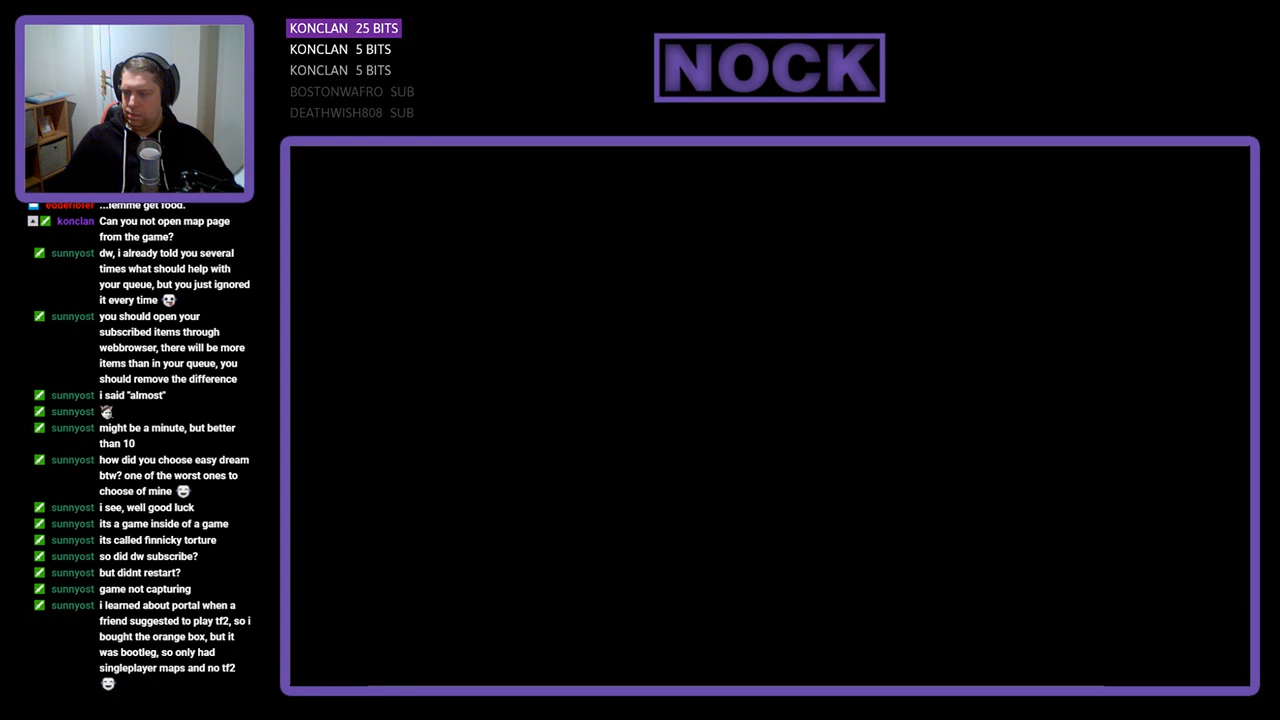 KONCLAN 25 BITS
KONCLAN 5 BITS
KONCLAN 5 BITS
BOSTONWAFRO SUB
DEATHWISH808 SUB
NOCK
...lemme get food.
konclan Can you not open map page
from the game?
sunnyost dw, i already told you several
times what should help with
your queue, but you just ignored
it every time
sunnyost you should open your
subscribed items through
webbrowser, there will be more
items than in your queue, you
should remove the difference
sunnyost i said "almost"
sunnyost
sunnyost might be a minute, but better
than 10
sunnyost how did you choose easy dream
btw? one of the worst ones to
choose of mine
sunnyost i see, well good luck
sunnyost its a game inside of a game
sunnyost its called finnicky torture
sunnyost so did dw subscribe?
sunnyost but didnt restart?
sunnyost game not capturing
sunnyost i learned about portal when a
friend suggested to play tf2, so i
bought the orange box, but it
was bootleg, so only had
singleplayer maps and no tf2